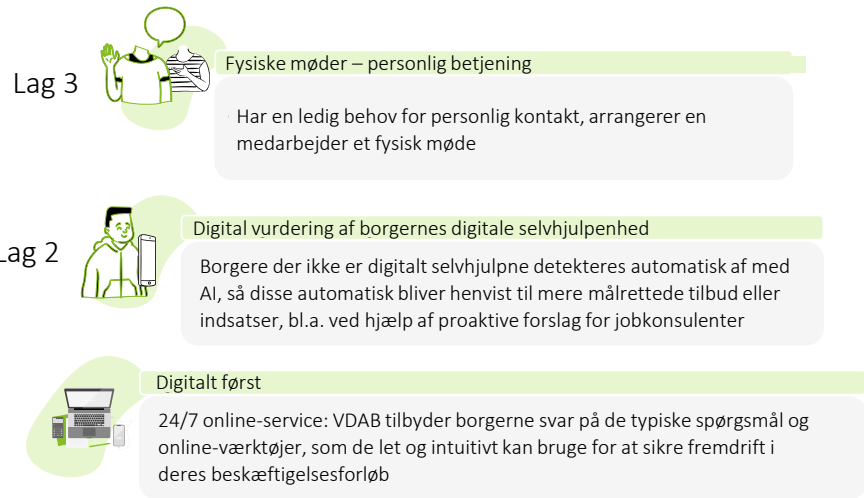 Lag 3
Fysiske møder – personlig betjening
Har en ledig behov for personlig kontakt, arrangerer en
medarbejder et fysisk møde
Lag 2
Digital vurdering af borgernes digitale selvhjulpenhed
Borgere der ikke er digitalt selvhjulpne detekteres automatisk af med
AI, så disse automatisk bliver henvist til mere målrettede tilbud eller
indsatser, bl.a. ved hjælp af proaktive forslag for jobkonsulenter
Digitalt først
24/7 online-service: VDAB tilbyder borgerne svar på de typiske spørgsmål og
online-værktøjer, som de let og intuitivt kan bruge for at sikre fremdrift i
deres beskæftigelsesforløb